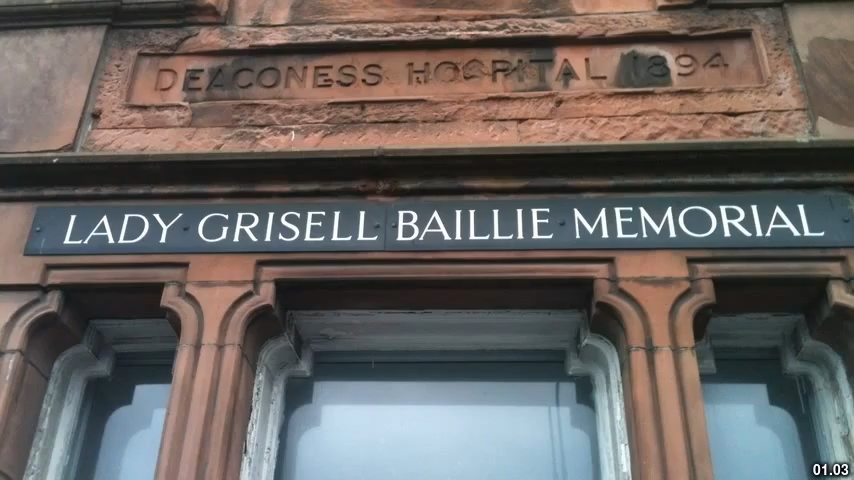 DEACONESS HOSPITAL 1894
LADY GRISELL BAILLIE MEMORIAL
01.03